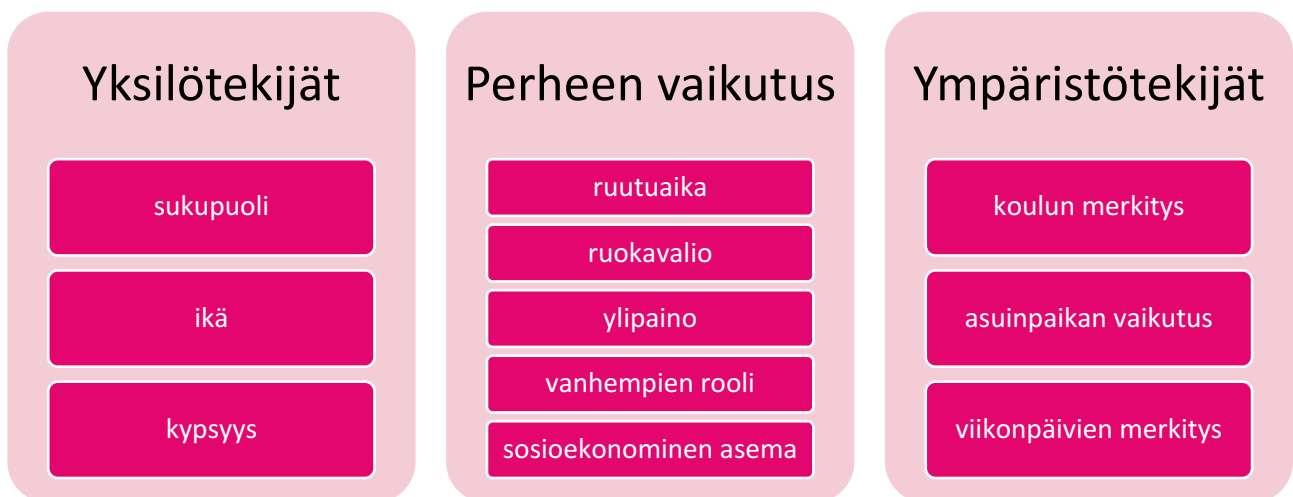 Yksilötekijät
sukupuoli
ikä
kypsyys
Perheen vaikutus
ruutuaika
ruokavalio
ylipaino
vanhempien rooli
sosioekonominen asema
Ympäristötekijät
koulun merkitys
asuinpaikan vaikutus
viikonpäivien merkitys